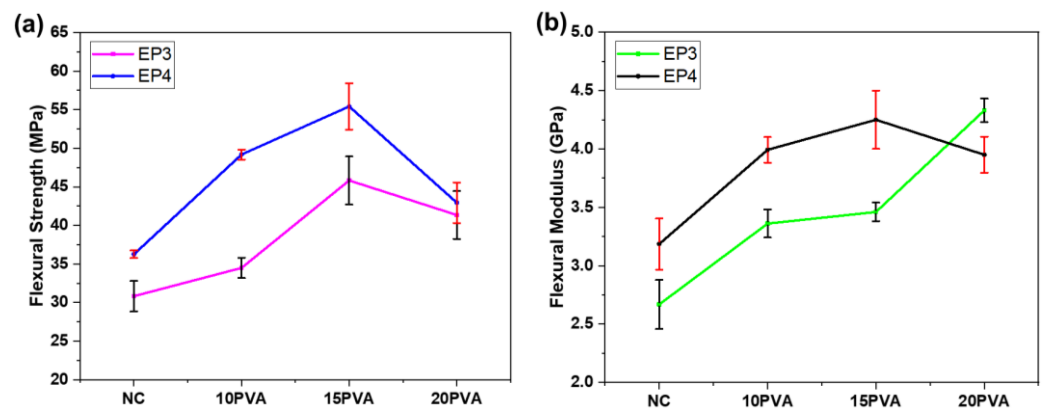 (a)
EP3
EP4
Flexural Strength (MPa)
65
60
55
50
45
40
35
30
25
20
NC 10PVA 15PVA 20PVA
(b)
EP3
EP4
Flexural Modulus (GPa)
5.0
4.5
4.0
3.5
3.0
2.5
2.0
NC 10PVA 15PVA 20PVA